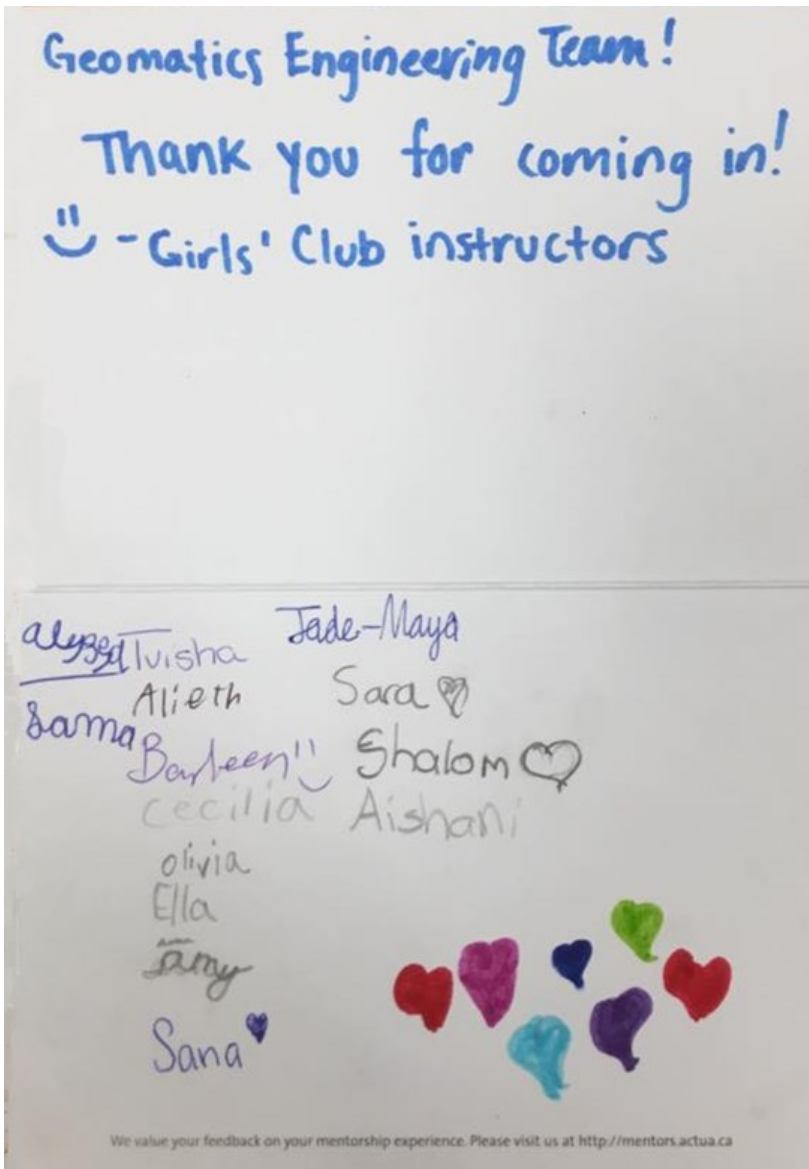 Geomatics Engineering Team!
Thank you for coming in!
- Girls' Club instructors
Tvisha
Jade-Maya
Alieth
Sara
Sama
Shalom
Cecilia
Aishani
olivia
Ella
amy
Sana
We value your feedback on your mentorship experience. Please visit us at http://mentors.actua.ca